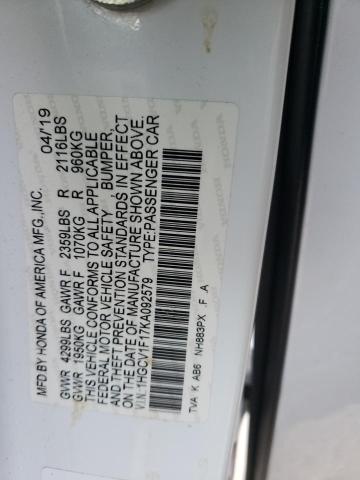 MFD BY HONDA OF AMERICA MFG.,INC. 04/19
GVWR 4299LBS GAWR F 2359LBS R 2116LBS
GVWR 1950KG GAWR F 1070KG R 960KG
THIS VEHICLE CONFORMS TO ALL APPLICABLE
FEDERAL MOTOR VEHICLE SAFETY BUMPER,
AND THEFT PREVENTION STANDARDS IN EFFECT
ON THE DATE OF MANUFACTURE SHOWN ABOVE.
V.I.N:1HGCV1F17KA092579 TYPE:PASSENGER CAR
TVA K AB6 NH883PX .F .A